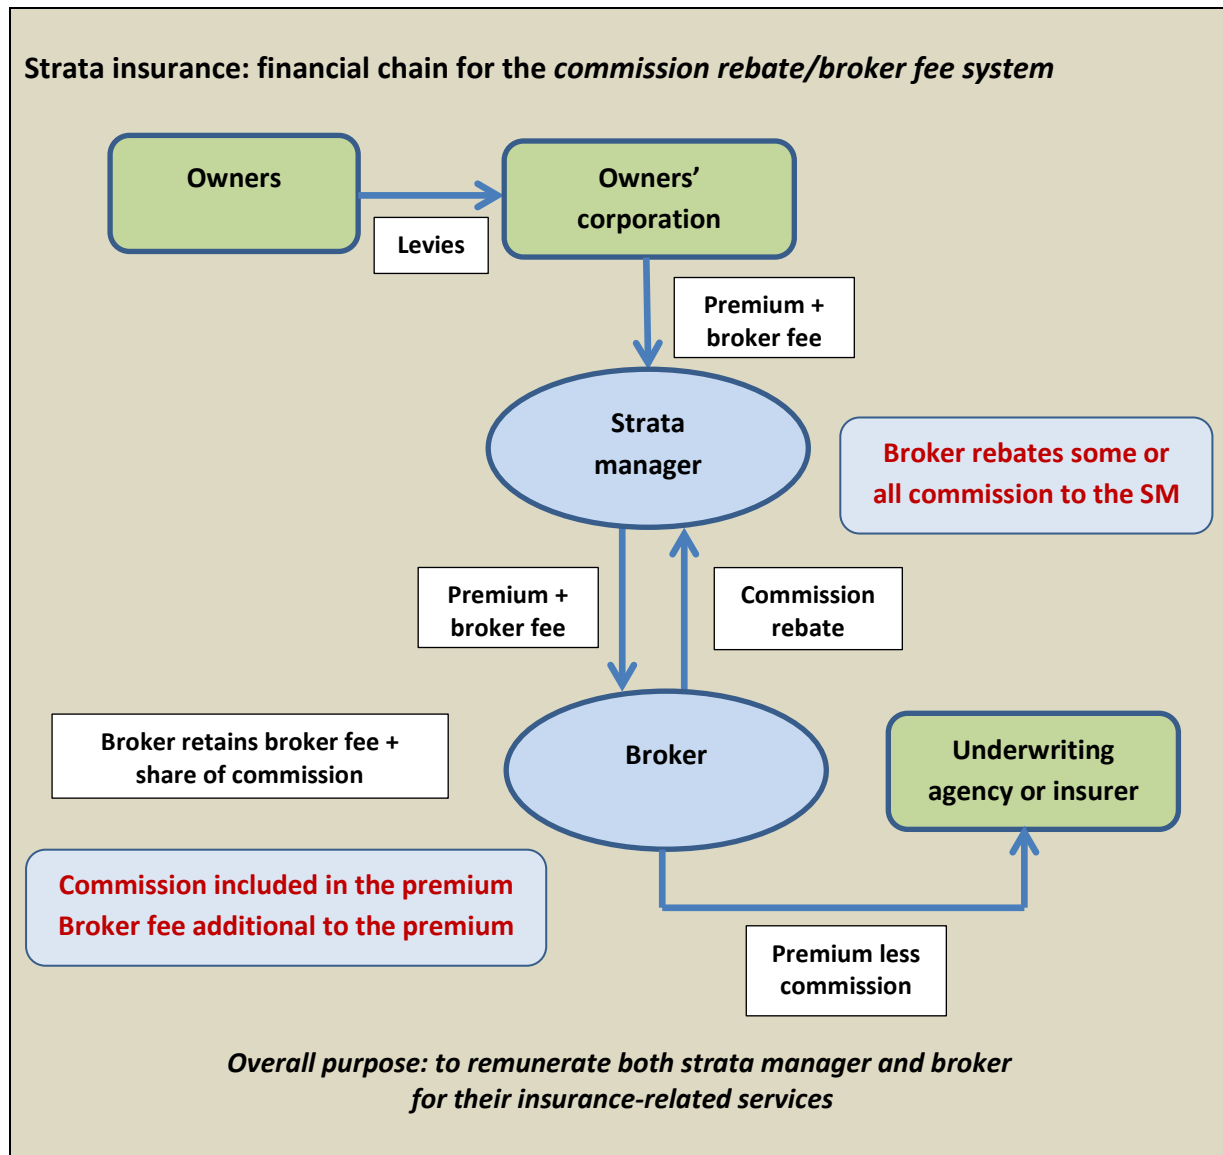 Strata insurance: financial chain for the commission rebate/broker fee system
Owners
Owners’
corporation
Levies
Premium +
broker fee
Strata
manager
Broker rebates some or
all commission to the SM
Premium +
broker fee
Commission
rebate
Broker retains broker fee +
share of commission
Broker
Underwriting
agency or insurer
Commission included in the premium
Broker fee additional to the premium
Premium less
commission
Overall purpose: to remunerate both strata manager and broker
for their insurance-related services